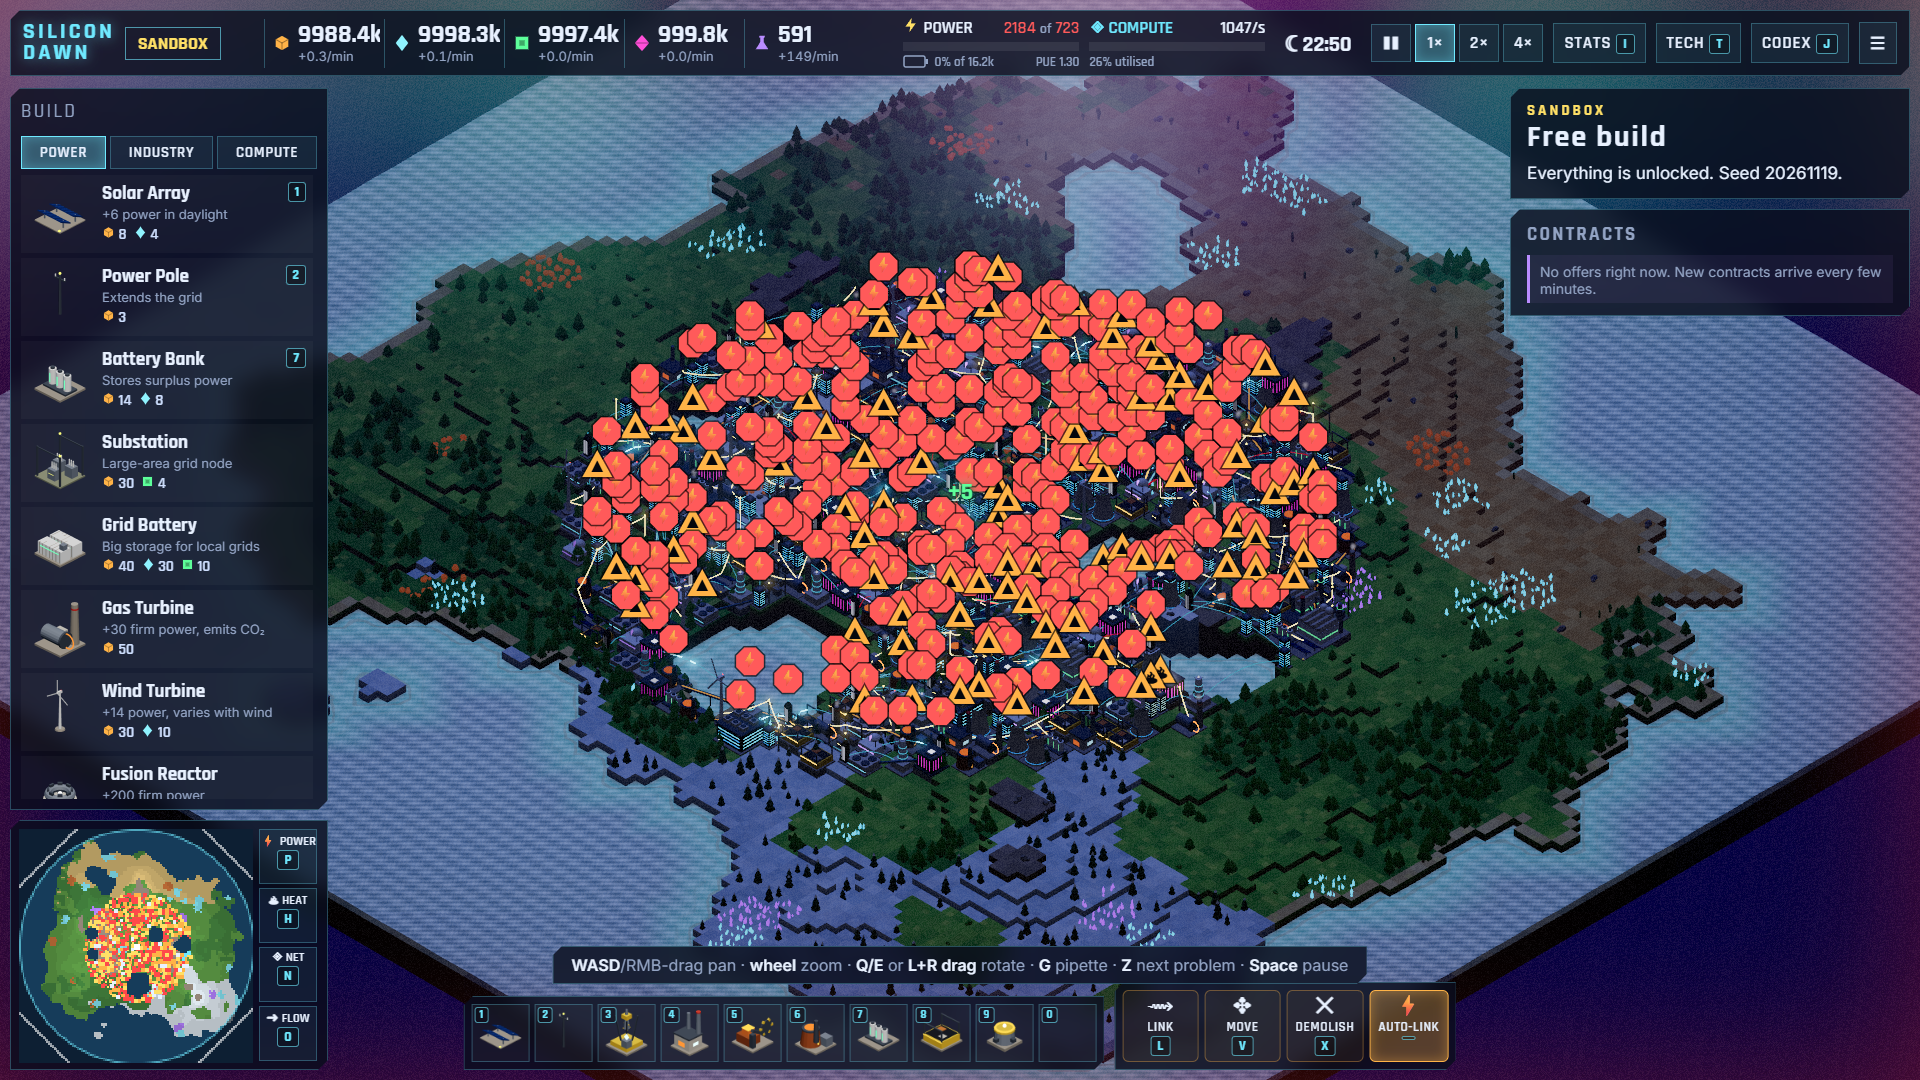 SILICON DAWN
SANDBOX
9988.4k
+0.3/min
9998.3k
+0.1/min
9997.4k
+0.0/min
999.8k
+0.0/min
591
+149/min
POWER
2184 of 723
0% of 16.2k
PUE 1.30
COMPUTE
1047/s
26% utilised
22:50
1×
2×
4×
STATS I
TECH T
CODEX J
BUILD
POWER
INDUSTRY
COMPUTE
Solar Array
1
+6 power in daylight
8 4
Power Pole
2
Extends the grid
3
Battery Bank
7
Stores surplus power
14 8
Substation
Large-area grid node
30 4
Grid Battery
Big storage for local grids
40 30 10
Gas Turbine
+30 firm power, emits CO₂
50
Wind Turbine
+14 power, varies with wind
30 10
Fusion Reactor
+200 firm power
SANDBOX
Free build
Everything is unlocked. Seed 20261119.
CONTRACTS
No offers right now. New contracts arrive every few
minutes.
+5
POWER
P
HEAT
H
NET
N
FLOW
O
WASD/RMB-drag pan · wheel zoom · Q/E or L+R drag rotate · G pipette · Z next problem · Space pause
1 2 3 4 5 6 7 8 9 0
LINK
L
MOVE
V
DEMOLISH
X
AUTO-LINK